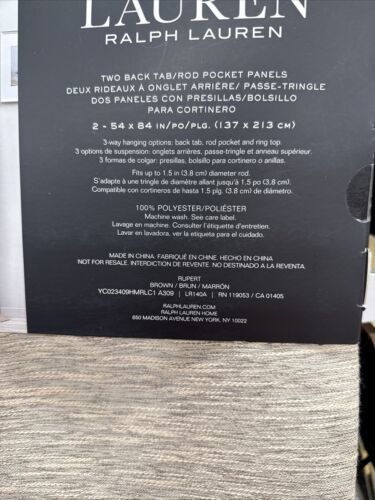 LAUREN
RALPH LAUREN
TWO BACK TAB/ROD POCKET PANELS
DEUX RIDEAUX À ONGLET ARRIÈRE/ PASSE-TRINGLE
DOS PANELES CON PRESILLAS/BOLSILLO
PARA CORTINERO
2 - 54 x 84 IN/PO/PLG. (137 x 213 CM)
3-way hanging options: back tab, rod pocket and ring top.
3 options de suspension: onglets arrières, passe-tringle et anneau supérieur.
3 formas de colgar: presillas, bolsillo para cortinero o anillas.
Fits up to 1.5 in (3.8 cm) diameter rod.
S'adapte à une tringle de diamètre allant jusqu'à 1,5 po (3,8 cm).
Compatible con cortineros de hasta 1.5 plg. (3.8 cm) de diámetro.
100% POLYESTER/POLIÉSTER
Machine wash. See care label.
Lavage en machine. Consulter l'étiquette d'entretien.
Lavar en lavadora. ver la etiqueta para el cuidado.
MADE IN CHINA. FABRIQUÉ EN CHINE. HECHO EN CHINA
NOT FOR RESALE. INTERDICTION DE REVENTE. NO DESTINADO A LA REVENTA.
RUPERT
BROWN / BRUN / MARRÓN
YC023409HMRLC1 A309 | LR140A | RN 119053 / CA 01405
RALPHLAUREN.COM
RALPH LAUREN HOME
650 MADISON AVENUE NEW YORK, NY 10022